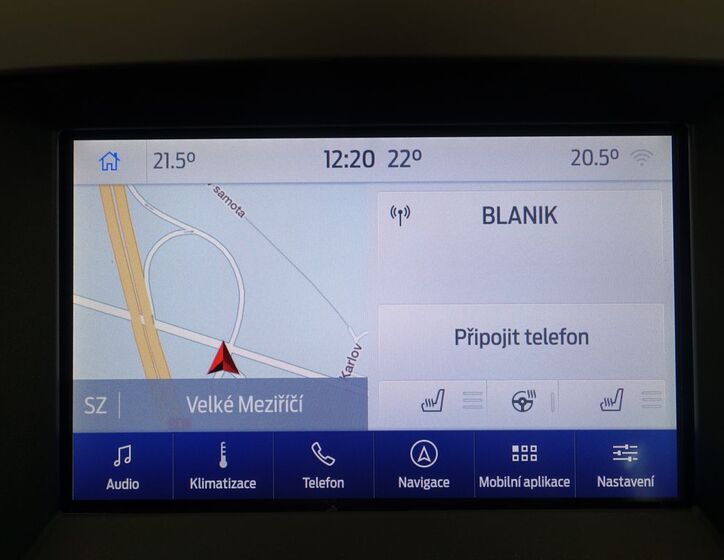 21.5°
12:20 22°
20.5°
samota
BLANIK
Připojit telefon
Karlov
SZ
Velké Meziříčí
Audio
Klimatizace
Telefon
Navigace
Mobilní aplikace
Nastavení